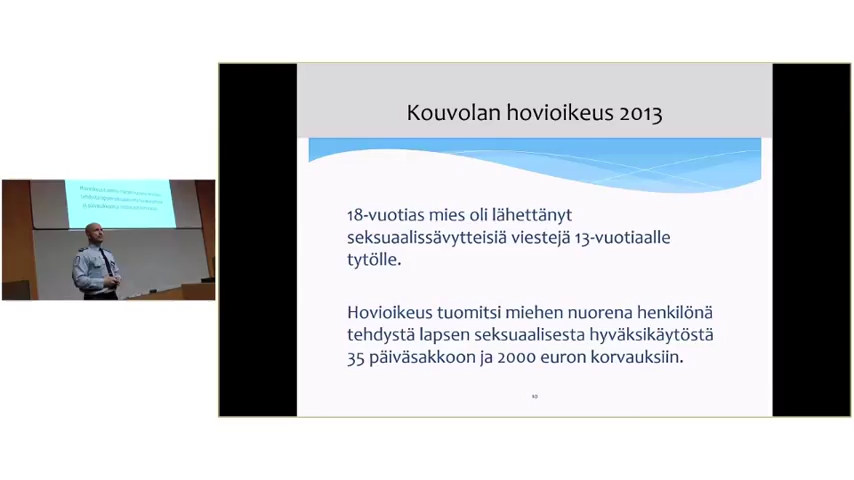 Kouvolan hovioikeus 2013
18-vuotias mies oli lähettänyt
seksuaalissävytteisiä viestejä 13-vuotiaalle
tytölle.
Hovioikeus tuomitsi miehen nuorena henkilönä
tehdystä lapsen seksuaalisesta hyväksikäytöstä
35 päiväsakkoon ja 2000 euron korvauksiin.